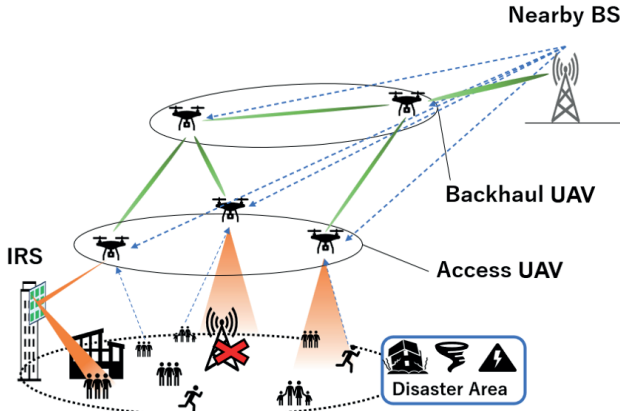 Nearby BS
Backhaul UAV
IRS
Access UAV
Disaster Area